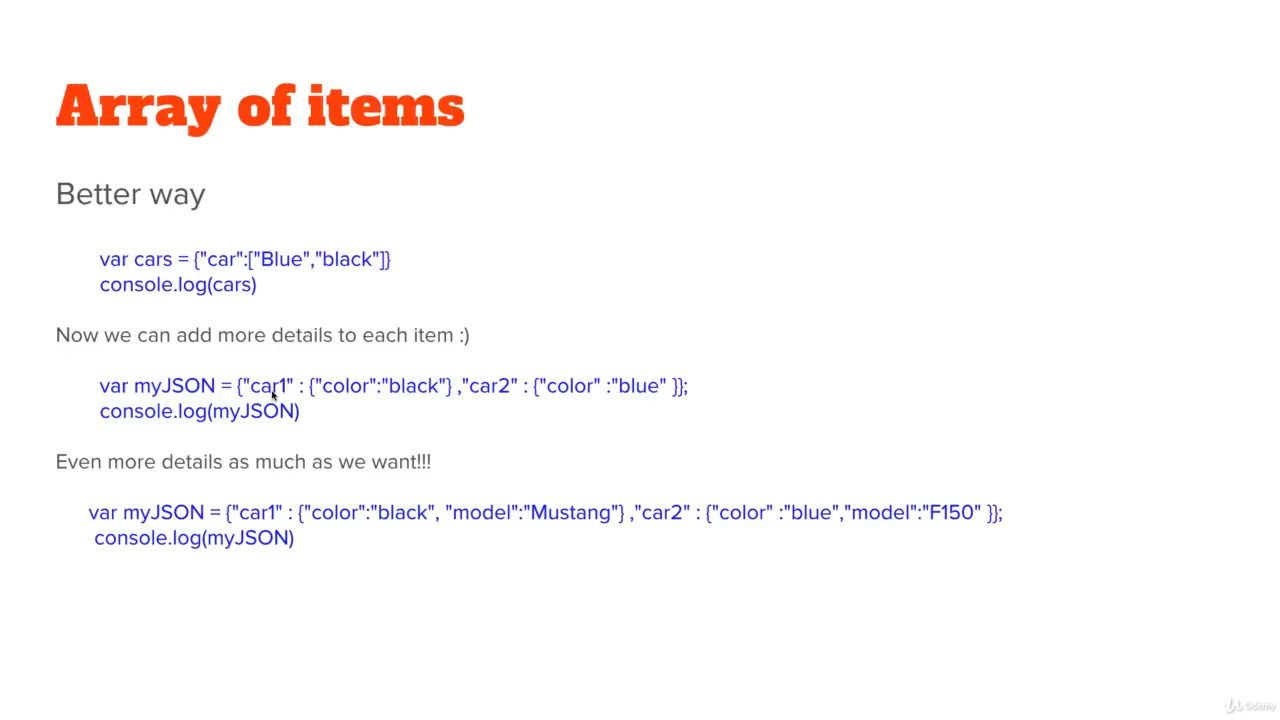 Array of items
Better way
var cars = {"car":["Blue","black"]}
console.log(cars)
Now we can add more details to each item :)
var myJSON = {"car1" : {"color":"black"} ,"car2" : {"color" :"blue" }};
console.log(myJSON)
Even more details as much as we want!!!
var myJSON = {"car1" : {"color":"black", "model":"Mustang"} ,"car2" : {"color" :"blue","model":"F150" }};
console.log(myJSON)
Udemy